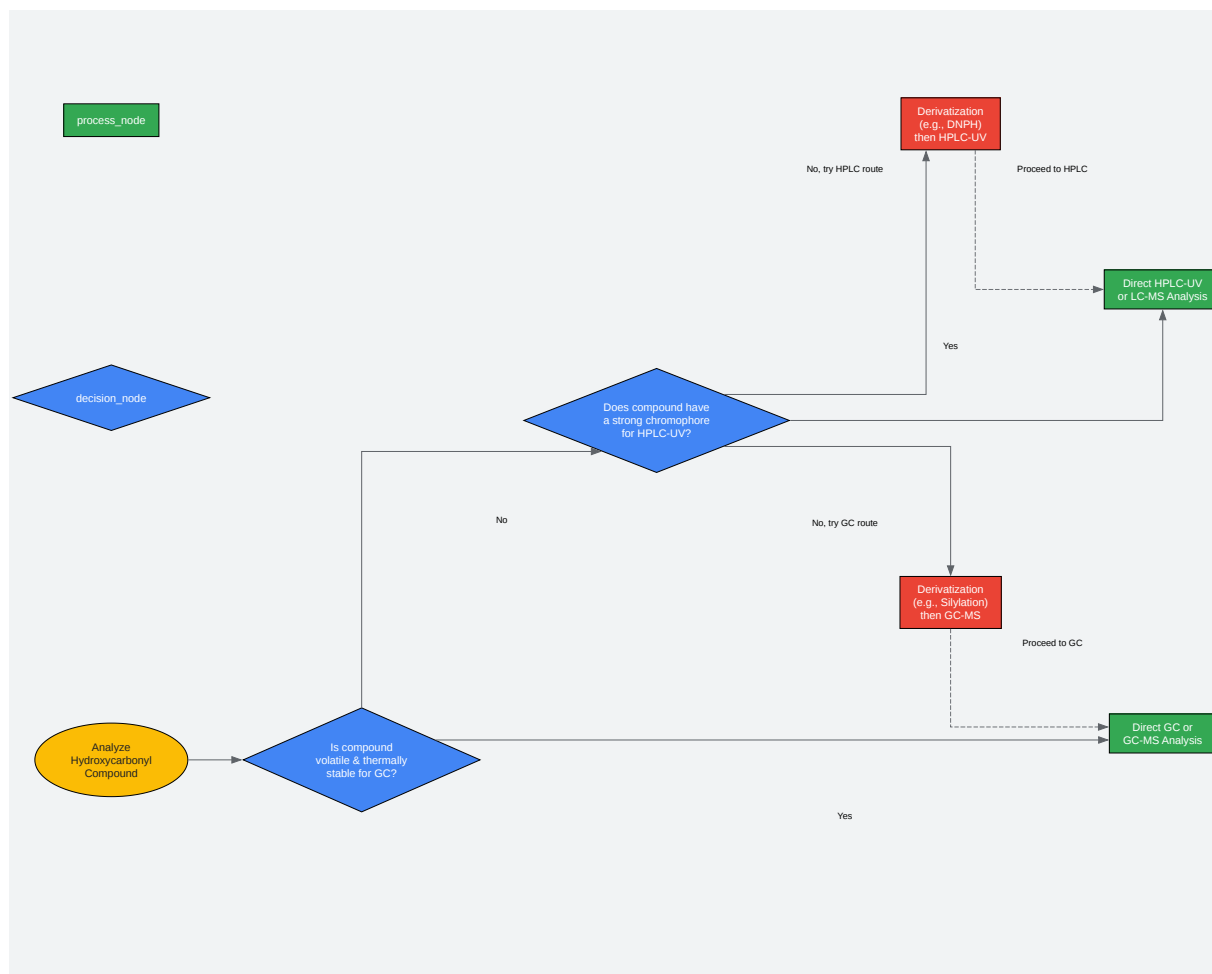 process_node
Derivatization
(e.g., DNPH)
then HPLC-UV
No, try HPLC route
Proceed to HPLC
Direct HPLC-UV
or LC-MS Analysis
Yes
decision_node
Does compound have
a strong chromophore
for HPLC-UV?
No
No, try GC route
Derivatization
(e.g., Silylation)
then GC-MS
Proceed to GC
Direct GC or
GC-MS Analysis
Analyze
Hydroxycarbonyl
Compound
Is compound
volatile & thermally
stable for GC?
Yes